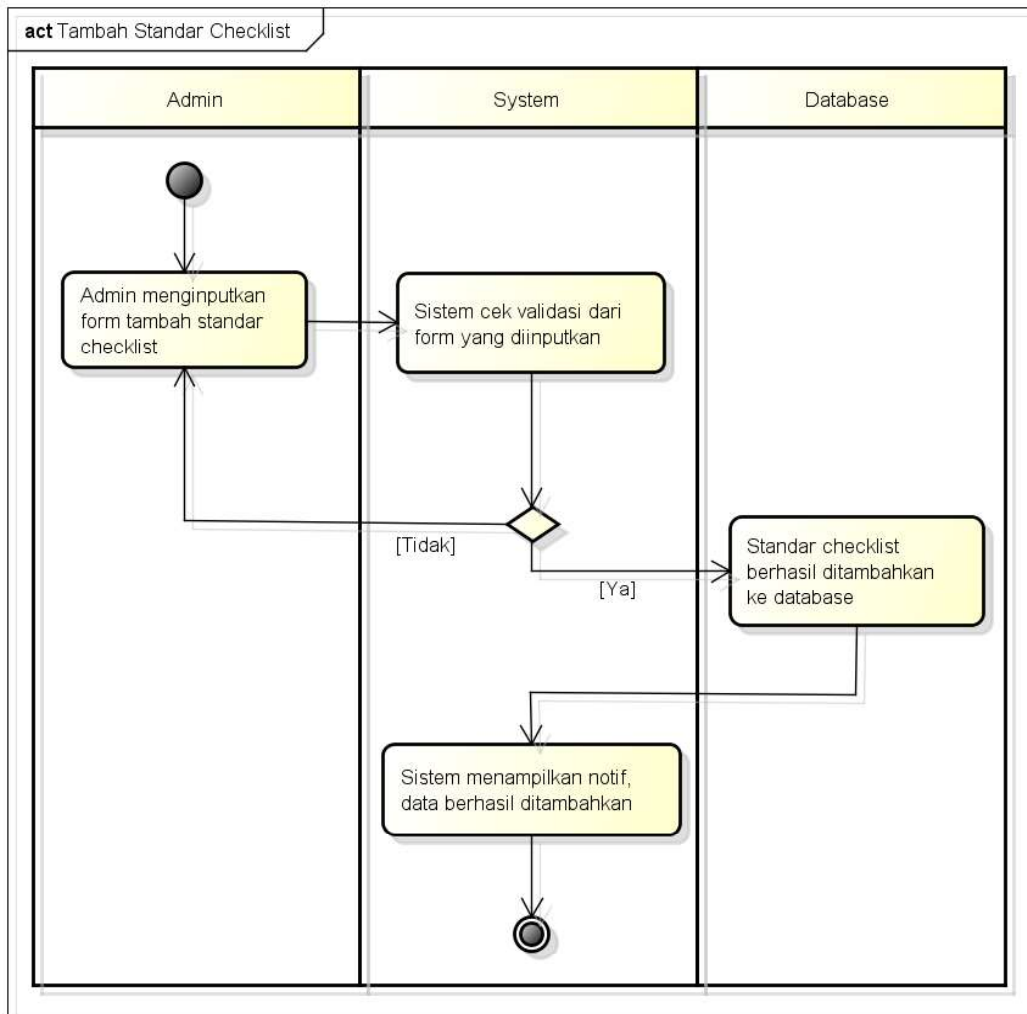 act Tambah Standar Checklist
Admin
System
Database
Admin menginputkan
form tambah standar
checklist
Sistem cek validasi dari
form yang diinputkan
[Tidak]
[Ya]
Standar checklist
berhasil ditambahkan
ke database
Sistem menampilkan notif,
data berhasil ditambahkan